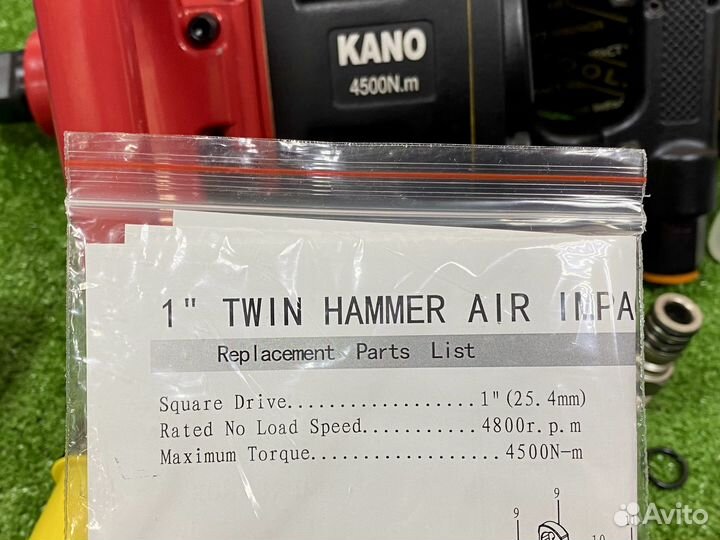 KANO
4500N.m
1" TWIN HAMMER AIR IMPA
Replacement Parts List
Square Drive..................1"(25.4mm)
Rated No Load Speed...........4800r.p.m
Maximum Torque..................4500N-m
9
9
10
Avito